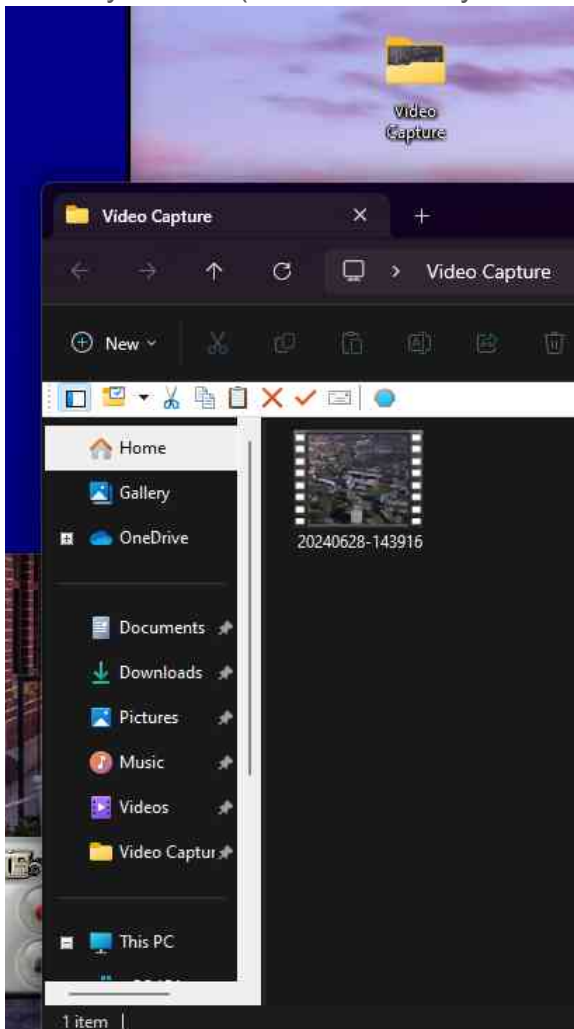 Video
Capture
Video Capture
Video Capture
New
Home
Gallery
OneDrive
20240628-143916
Documents
Downloads
Pictures
Music
Videos
Video Captur
This PC
1 item